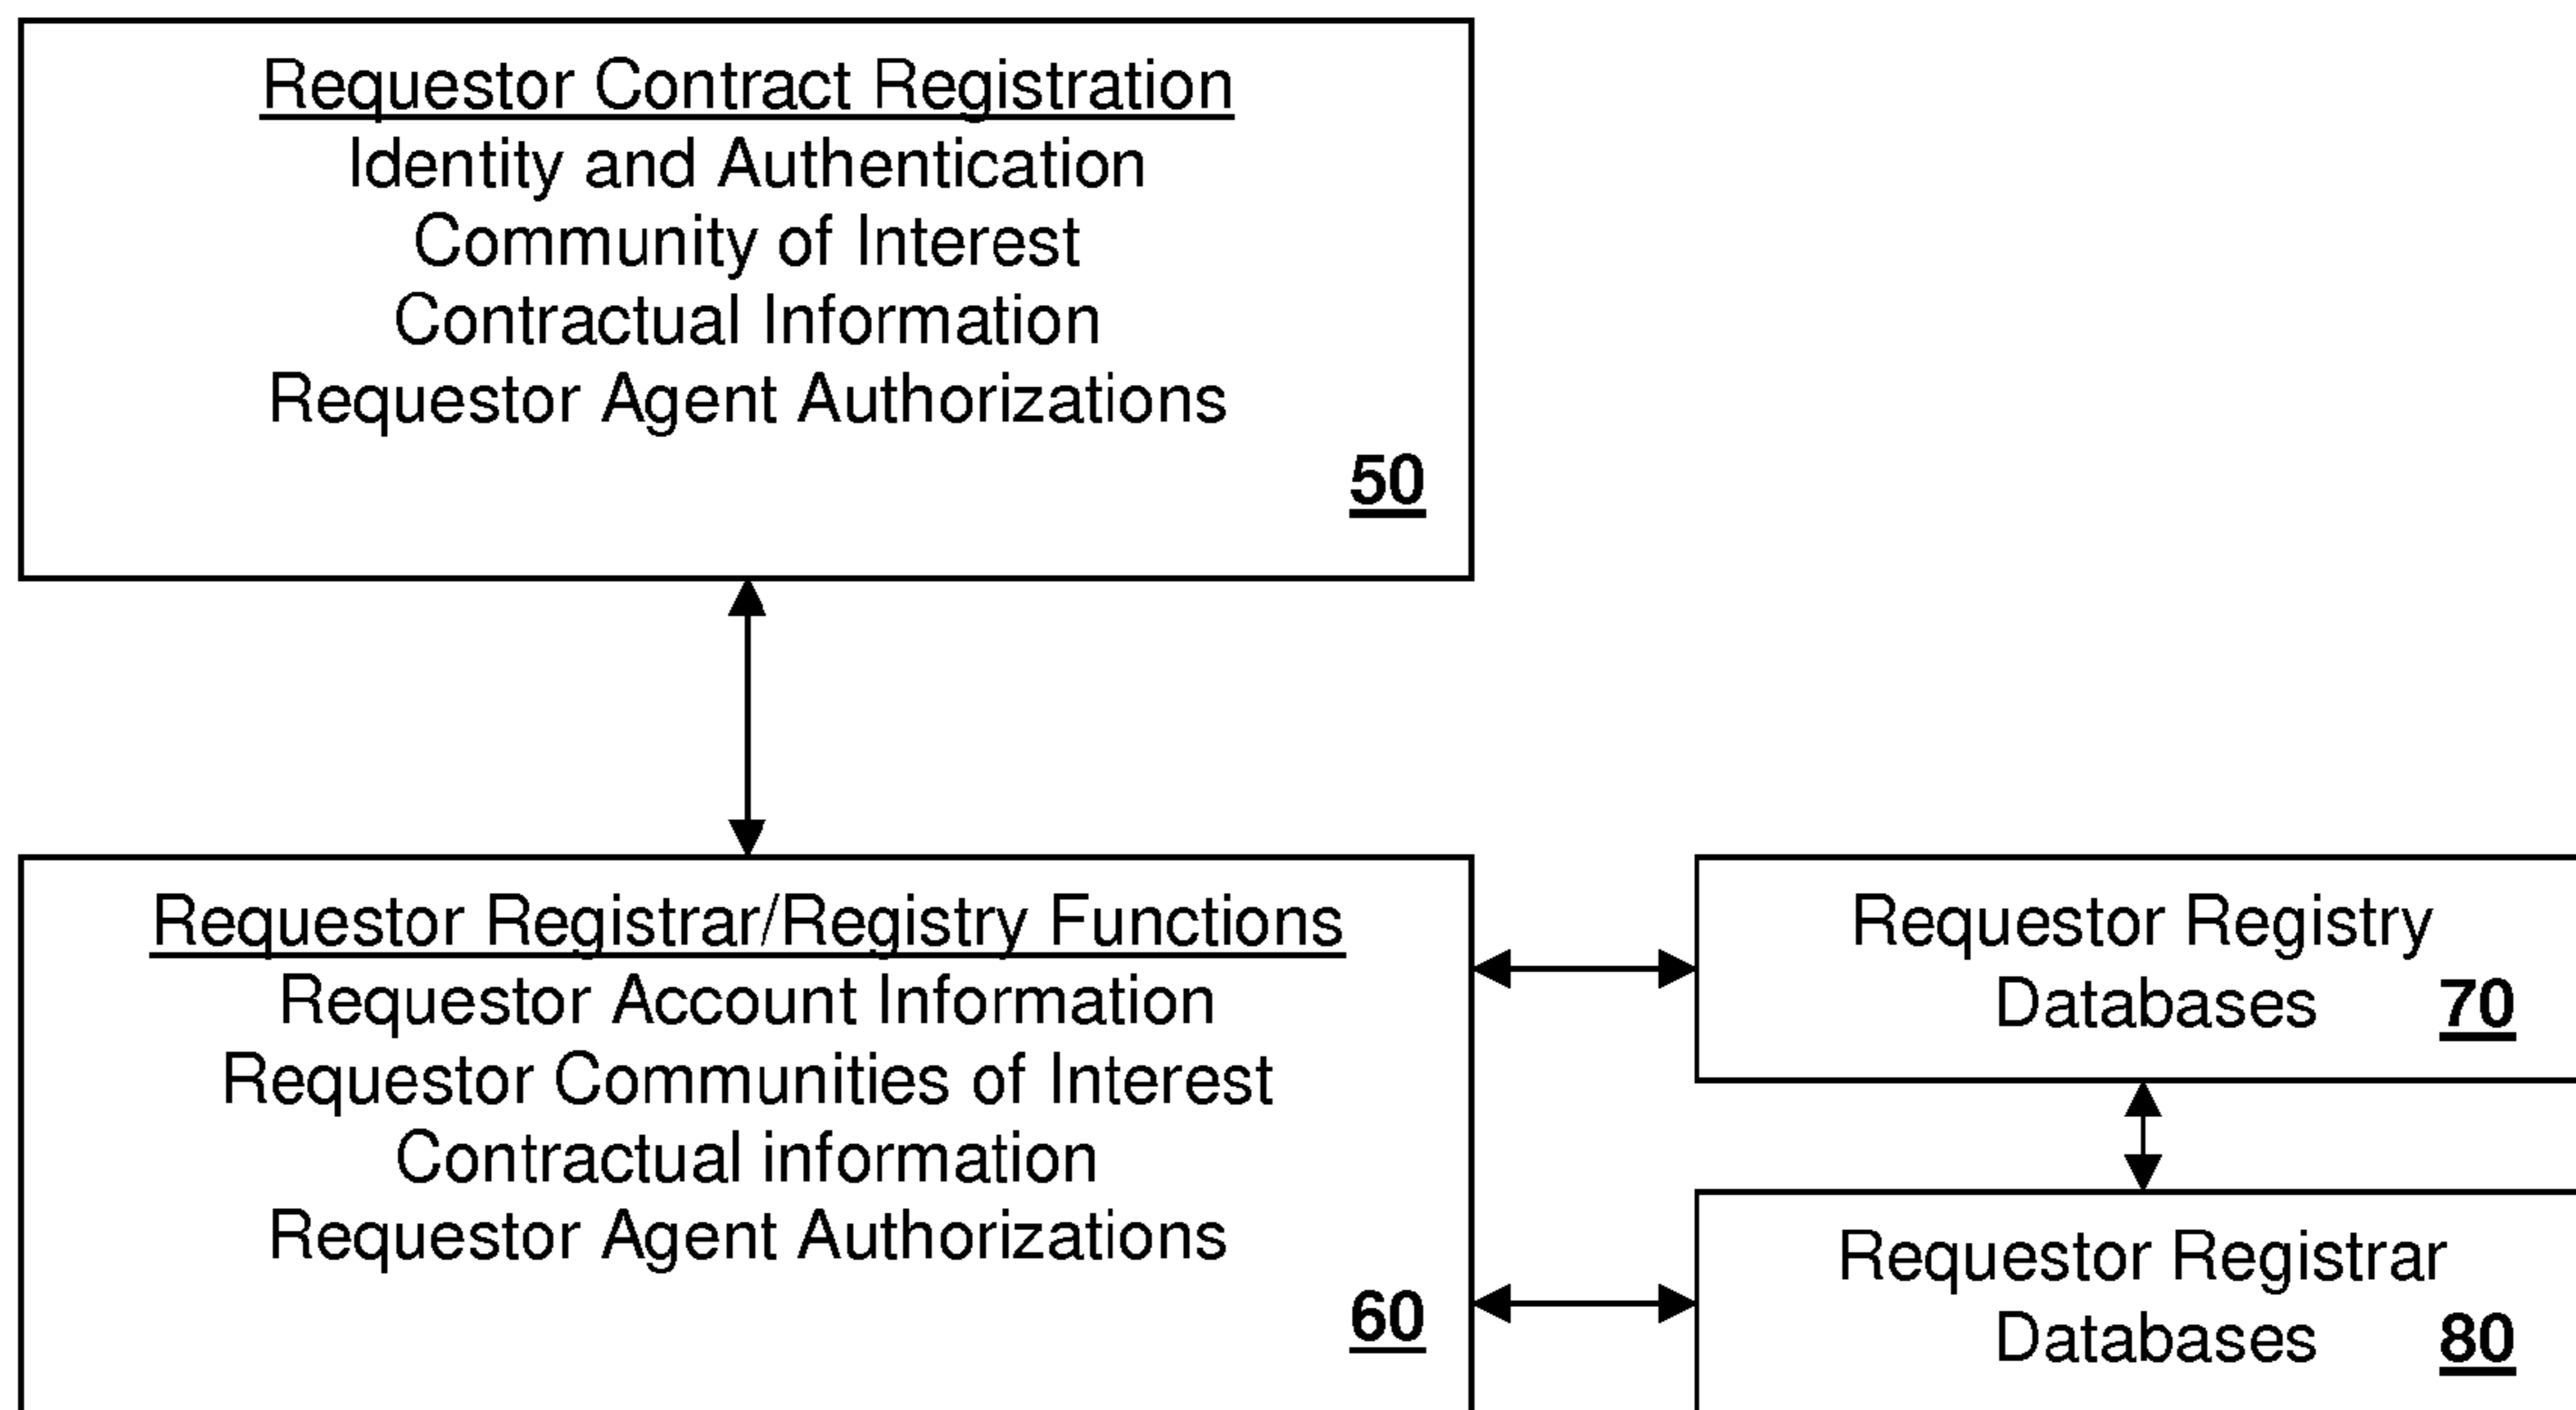 Requestor Contract Registration
Identity and Authentication
Community of Interest
Contractual Information
Requestor Agent Authorizations
50
Requestor Registrar/Registry Functions
Requestor Account Information
Requestor Communities of Interest
Contractual information
Requestor Agent Authorizations
60
Requestor Registry
Databases 70
Requestor Registrar
Databases 80